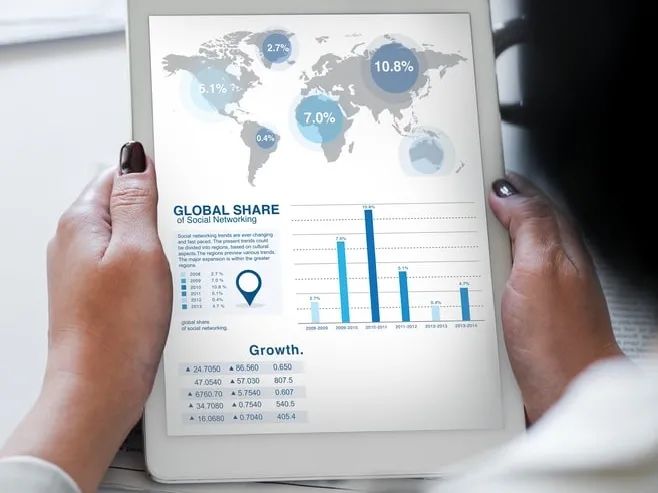 2.7%
10.8%
5.1%
7.0%
0.4%
GLOBAL SHARE
of Social Networking
Social networking trends are ever changing
and fast paced. The present trends could
be divided into regions, based on cultural
aspects. The regions preview various trends.
The major expansion is within the greater
regions.
2008 2.7 %
2009 7.0 %
2010 10.8 %
2011 5.1%
2012 0.4%
2013 4.7 %
global share
of social networking.
2.7%
7.8%
10.8%
5.1%
0.4%
4.7%
2008-2009 2009-2010 2010-2011 2011-2012 2012-2013 2013-2014
Growth.
▲ 24.7050 ▲ 86.560 0.650
47.0540 ▲ 57.030 807.5
▲ 6760.70 ▲ 5.7540 0.607
▲ 34.7080 ▲ 0.7540 540.5
▲ 16.0680 ▲ 0.7040 405.4